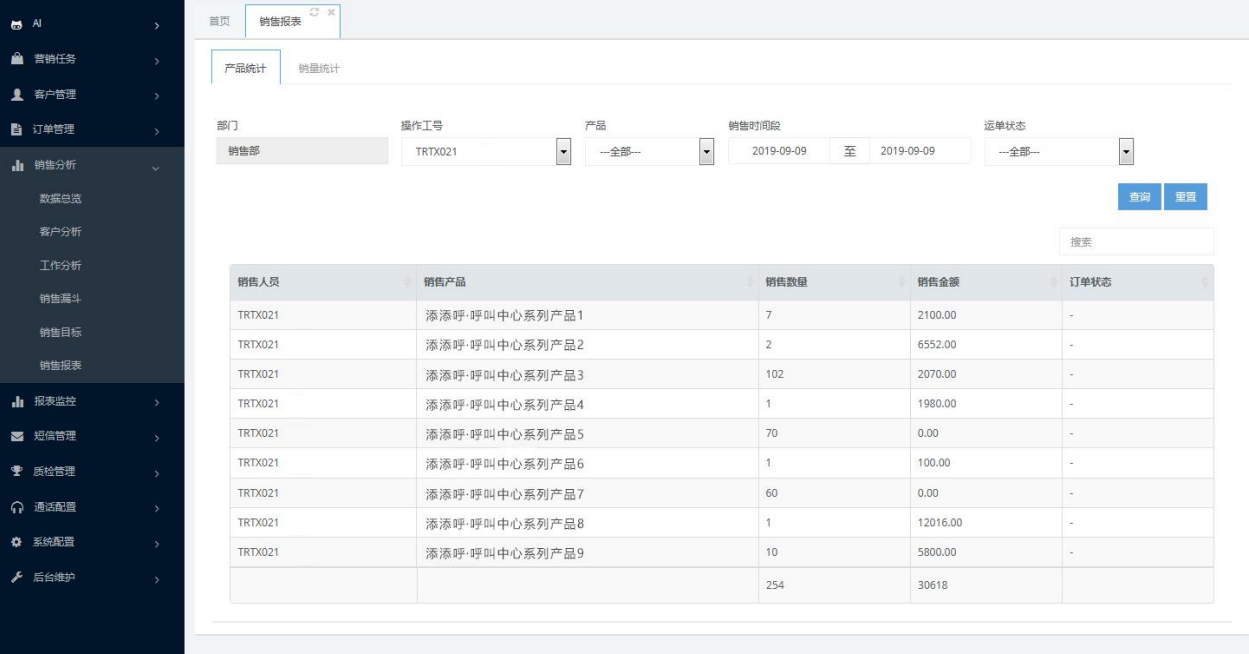 AI
营销任务
客户管理
订单管理
销售分析
数据总览
客户分析
工作分析
销售漏斗
销售目标
销售报表
报表监控
短信管理
质检管理
通话配置
系统配置
后台维护
首页 销售报表
产品统计 销量统计
部门 操作工号 产品 销售时间段 运单状态
销售部 TRTX021 ---全部--- 2019-09-09 至 2019-09-09 ---全部---
查询 重置
搜索
销售人员 销售产品 销售数量 销售金额 订单状态
TRTX021 添添呼·呼叫中心系列产品1 7 2100.00 -
TRTX021 添添呼·呼叫中心系列产品2 2 6552.00 -
TRTX021 添添呼·呼叫中心系列产品3 102 2070.00 -
TRTX021 添添呼·呼叫中心系列产品4 1 1980.00 -
TRTX021 添添呼·呼叫中心系列产品5 70 0.00 -
TRTX021 添添呼·呼叫中心系列产品6 1 100.00 -
TRTX021 添添呼·呼叫中心系列产品7 60 0.00 -
TRTX021 添添呼·呼叫中心系列产品8 1 12016.00 -
TRTX021 添添呼·呼叫中心系列产品9 10 5800.00 -
254 30618